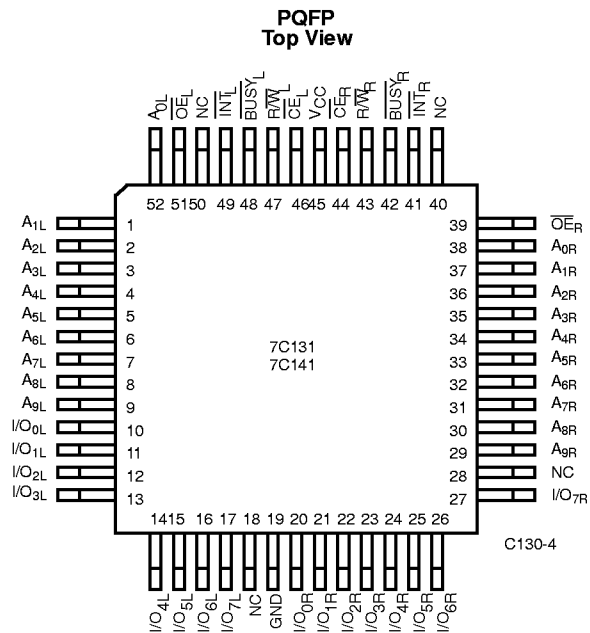 PQFP
Top View
A0L
OEL
NC
INTL
BUSYL
R/WL
CEL
VCC
CER
R/WR
BUSYR
INTR
NC
52 51 50 49 48 47 46 45 44 43 42 41 40
A1L 1
A2L 2
A3L 3
A4L 4
A5L 5
A6L 6
A7L 7
A8L 8
A9L 9
I/O0L 10
I/O1L 11
I/O2L 12
I/O3L 13
7C131
7C141
39 OER
38 A0R
37 A1R
36 A2R
35 A3R
34 A4R
33 A5R
32 A6R
31 A7R
30 A8R
29 A9R
28 NC
27 I/O7R
14 15 16 17 18 19 20 21 22 23 24 25 26
I/O4L
I/O5L
I/O6L
I/O7L
NC
GND
I/O0R
I/O1R
I/O2R
I/O3R
I/O4R
I/O5R
I/O6R
C130-4